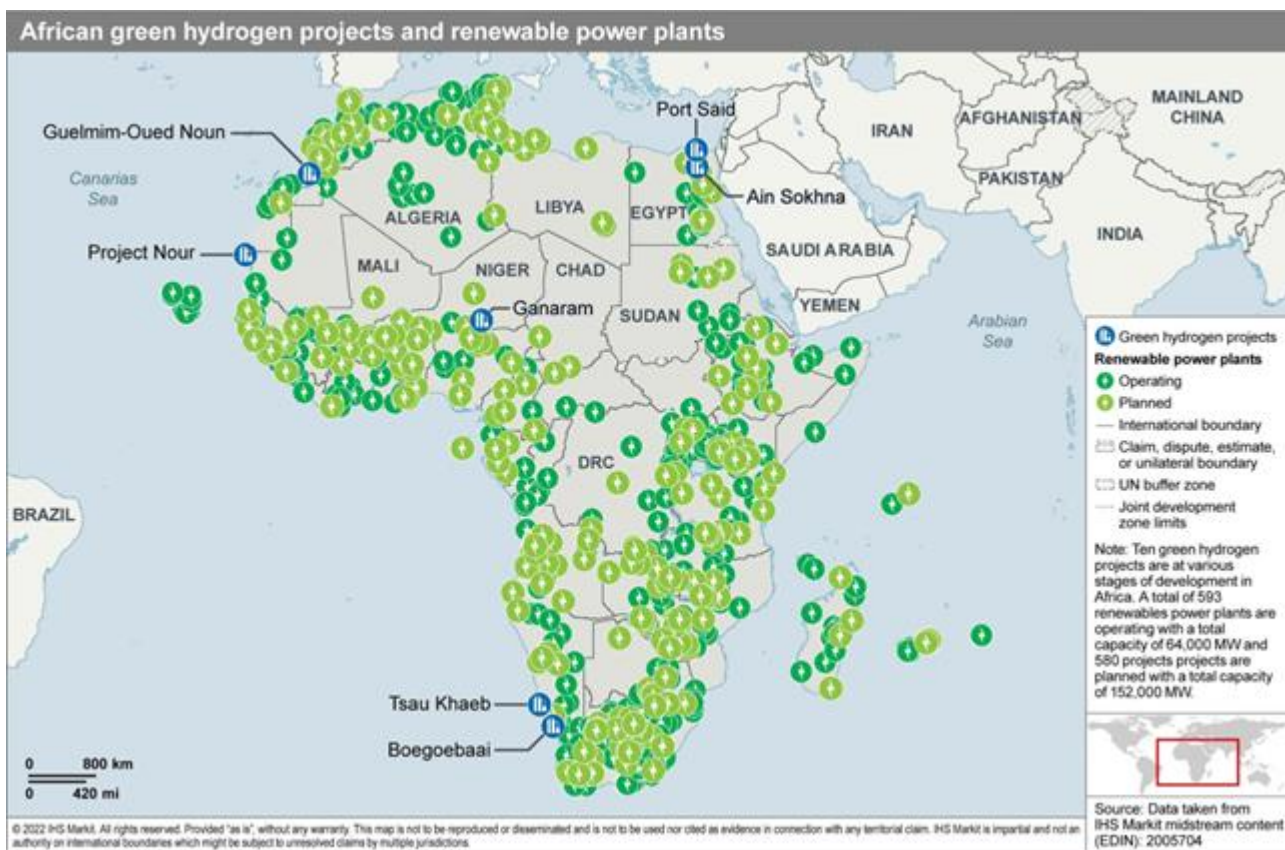 African green hydrogen projects and renewable power plants
Port Said
MAINLAND
CHINA
Guelmim-Oued Noun
IRAN
AFGHANISTAN
Canarias
Sea
PAKISTAN
Ain Sokhna
ALGERIA
LIBYA
EGYPT
INDIA
Project Nour
SAUDI ARABIA
MALI
NIGER
CHAD
Ganaram
SUDAN
YEMEN
Arabian
Sea
Green hydrogen projects
Renewable power plants
Operating
Planned
International boundary
Claim, dispute, estimate,
or unilateral boundary
UN buffer zone
Joint development
zone limits
DRC
BRAZIL
Note: Ten green hydrogen
projects are at various
stages of development in
Africa. A total of 593
renewables power plants are
operating with a total
capacity of 64,000 MW and
580 projects projects are
planned with a total capacity
of 152,000 MW.
Tsau Khaeb
Boegoebaai
0 800 km
0 420 mi
Source: Data taken from
IHS Markit midstream content
(EDIN): 2005704
© 2022 IHS Markit. All rights reserved. Provided "as is", without any warranty. This map is not to be reproduced or disseminated and is not to be used nor cited as evidence in connection with any territorial claim. IHS Markit is impartial and not an
authority on international boundaries which might be subject to unresolved claims by multiple jurisdictions.